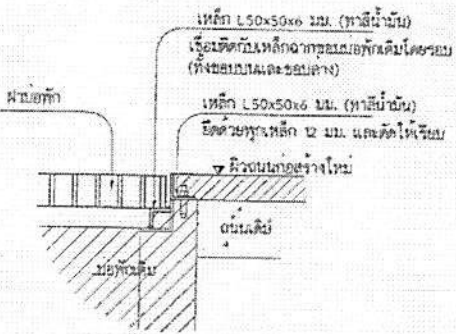 เหล็ก L50x50x6 มม. (ทาสีน้ำมัน)
เชื่อมติดกับเหล็กฉากขอบบ่อพักเดิมโดยรอบ
(ทั้งขอบบนและขอบล่าง)
ฝาบ่อพัก
เหล็ก L50x50x6 มม. (ทาสีน้ำมัน)
ยึดด้วยพุกเหล็ก 12 มม. และตัดให้เรียบ
ผิวถนนก่อสร้างใหม่
ถนนเดิม
บ่อพักเดิม